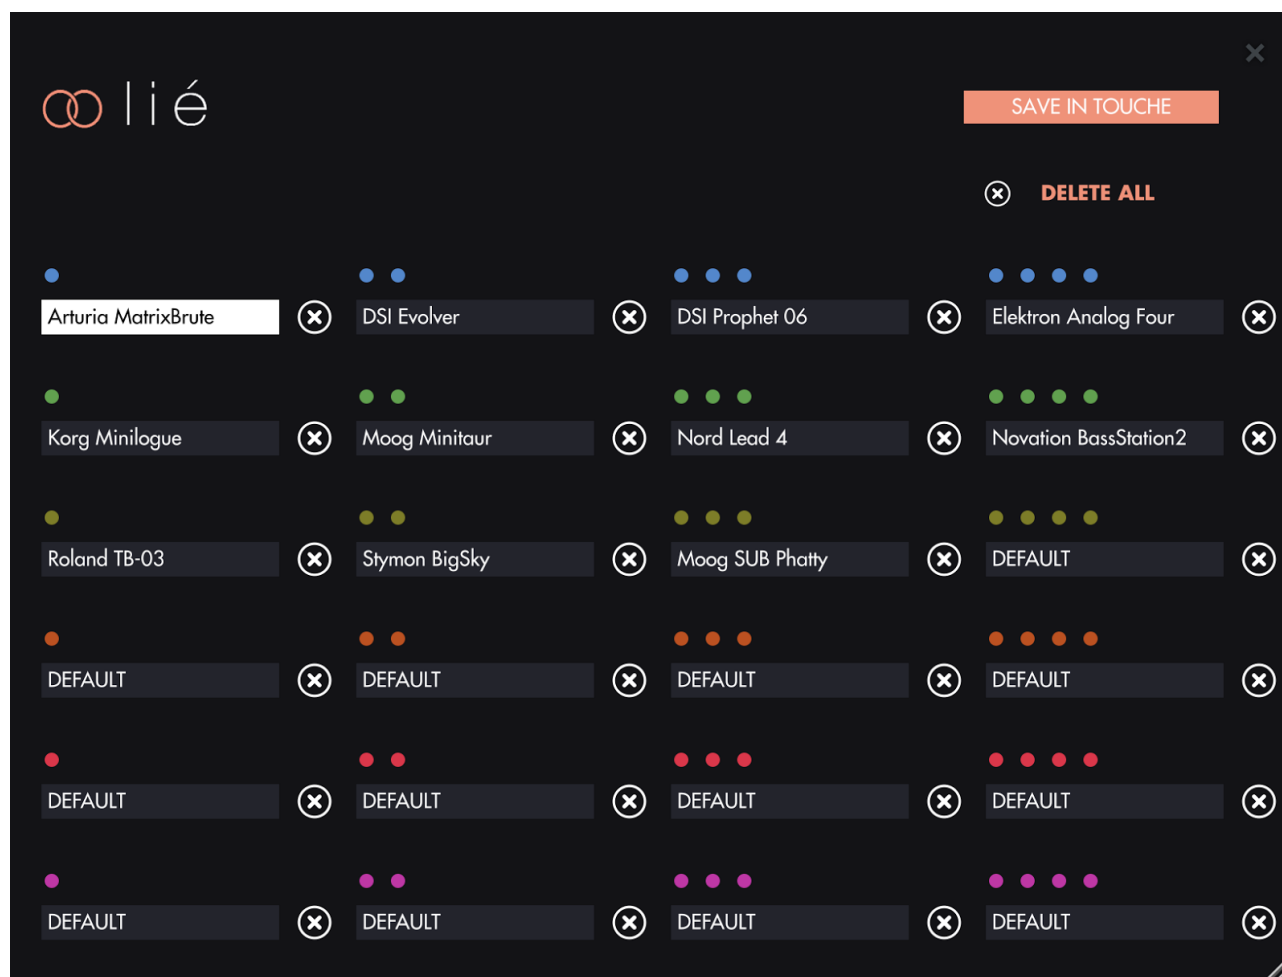 lié
SAVE IN TOUCHE
DELETE ALL
Arturia MatrixBrute DSI Evolver DSI Prophet 06 Elektron Analog Four
Korg Minilogue Moog Minitaur Nord Lead 4 Novation BassStation2
Roland TB-03 Stymon BigSky Moog SUB Phatty DEFAULT
DEFAULT DEFAULT DEFAULT DEFAULT
DEFAULT DEFAULT DEFAULT DEFAULT
DEFAULT DEFAULT DEFAULT DEFAULT